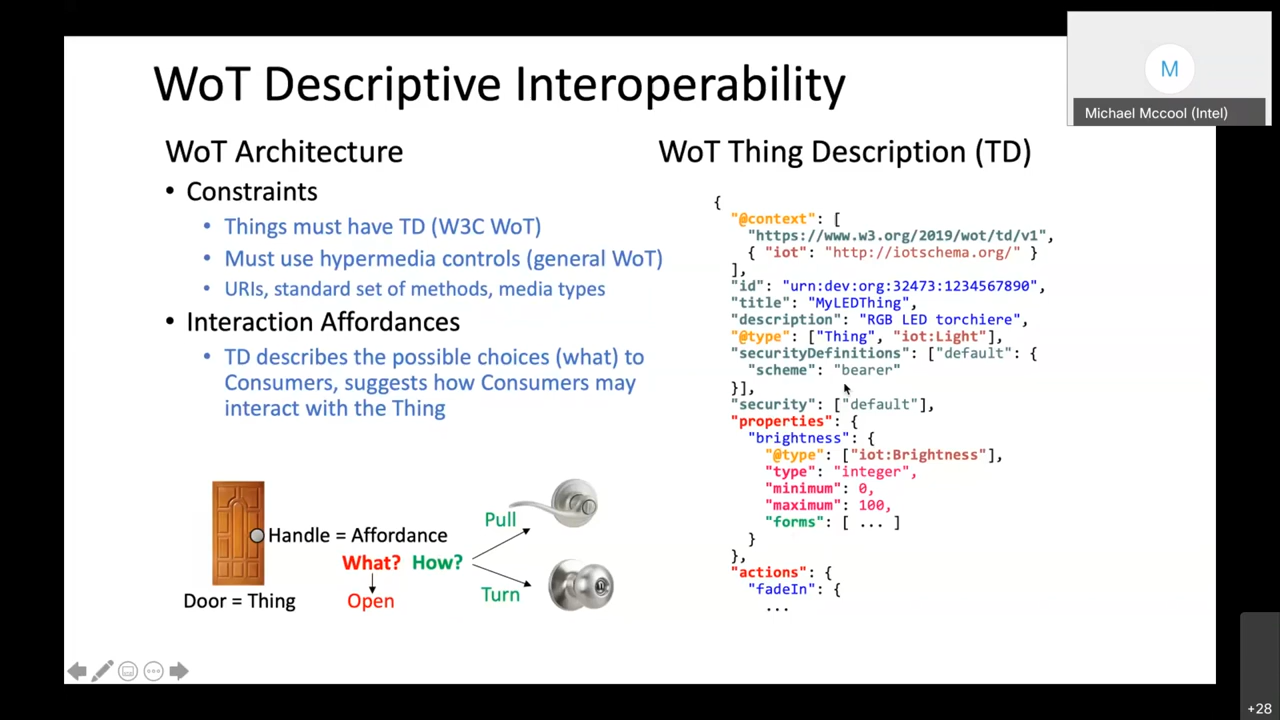 WoT Descriptive Interoperability
M
Michael Mccool (Intel)
WoT Architecture
• Constraints
• Things must have TD (W3C WoT)
• Must use hypermedia controls (general WoT)
• URIs, standard set of methods, media types
• Interaction Affordances
• TD describes the possible choices (what) to
Consumers, suggests how Consumers may
interact with the Thing
Handle = Affordance
What? How?
Door = Thing
Open
Pull
Turn
WoT Thing Description (TD)
{
"@context": [
"https://www.w3.org/2019/wot/td/v1",
{ "iot": "http://iotschema.org/" }
],
"id": "urn:dev:org:32473:1234567890",
"title": "MyLEDThing",
"description": "RGB LED torchiere",
"@type": ["Thing", "iot:Light"],
"securityDefinitions": ["default": {
"scheme": "bearer"
}],
"security": ["default"],
"properties": {
"brightness": {
"@type": ["iot:Brightness"],
"type": "integer",
"minimum": 0,
"maximum": 100,
"forms": [ ... ]
}
},
"actions": {
"fadeIn": {
...
+28